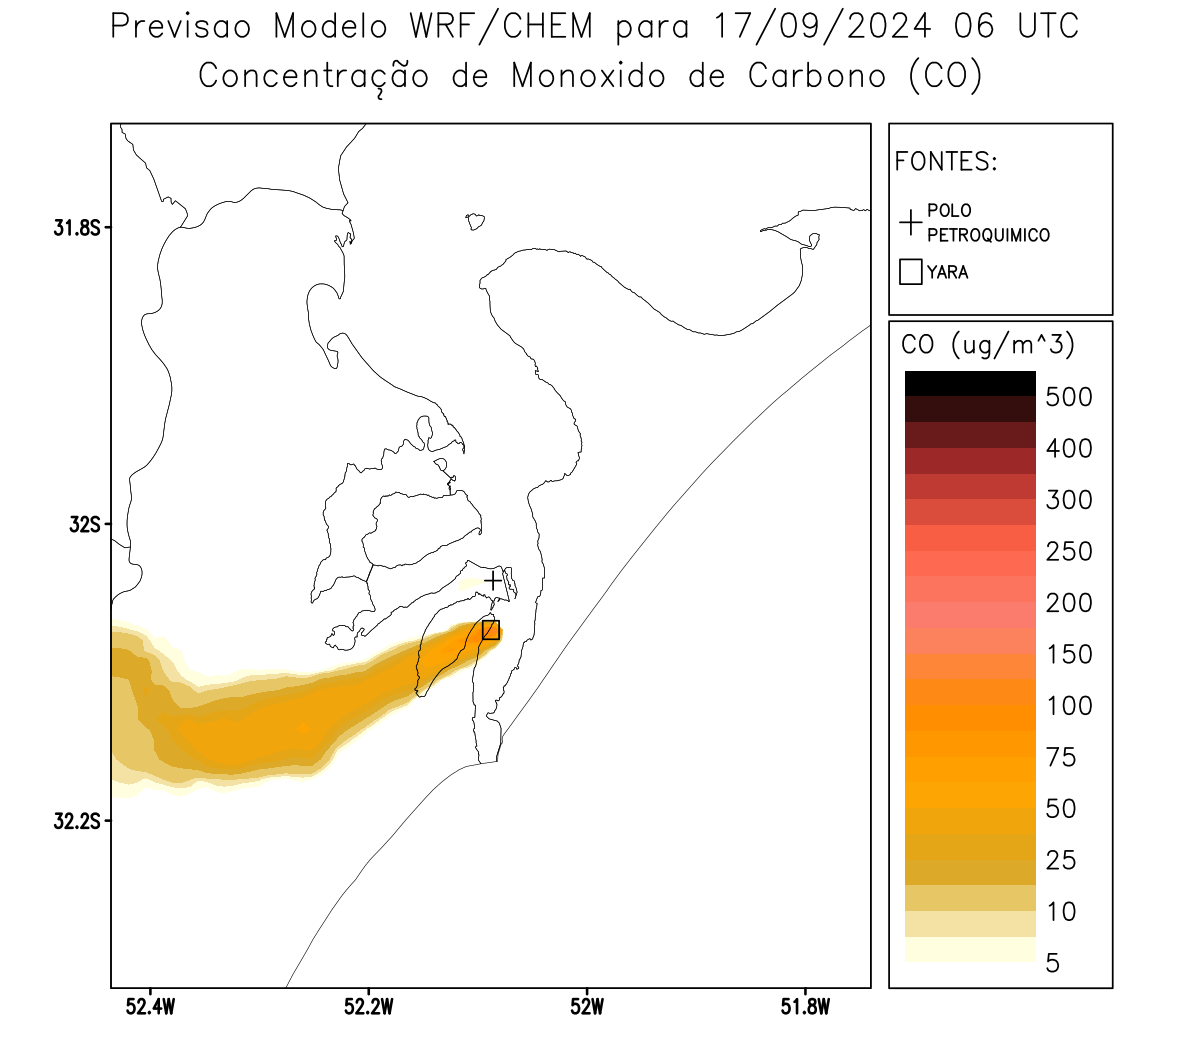 Previsao Modelo WRF/CHEM para 17/09/2024 06 UTC
Concentração de Monoxido de Carbono (CO)
FONTES:
POLO
PETROQUIMICO
YARA
CO (ug/m^3)
500
400
300
250
200
150
100
75
50
25
10
5
31.8S
32S
32.2S
52.4W
52.2W
52W
51.8W